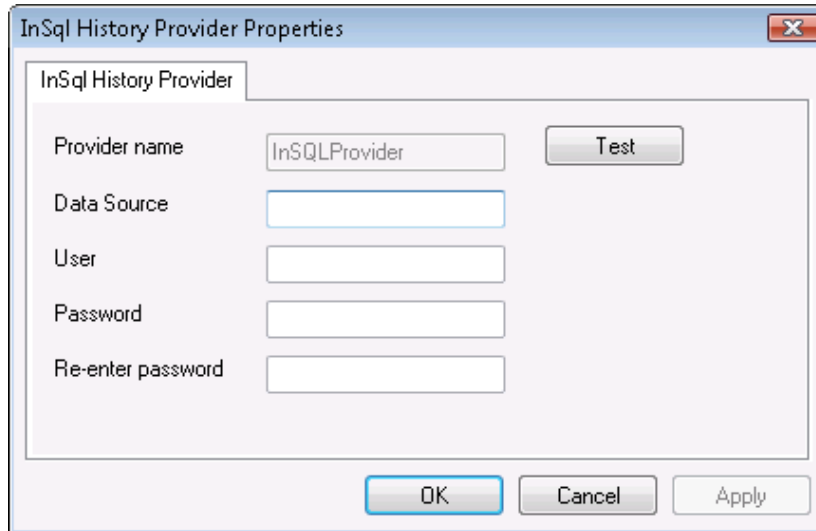 InSql History Provider Properties
InSql History Provider
Provider name
InSQLProvider
Test
Data Source
User
Password
Re-enter password
OK
Cancel
Apply